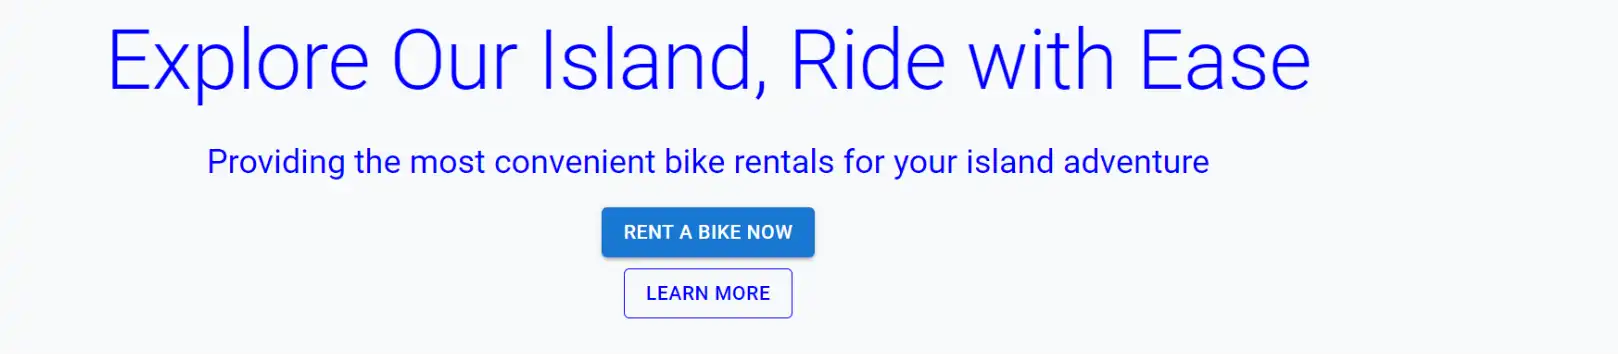 Explore Our Island, Ride with Ease
Providing the most convenient bike rentals for your island adventure
RENT A BIKE NOW
LEARN MORE